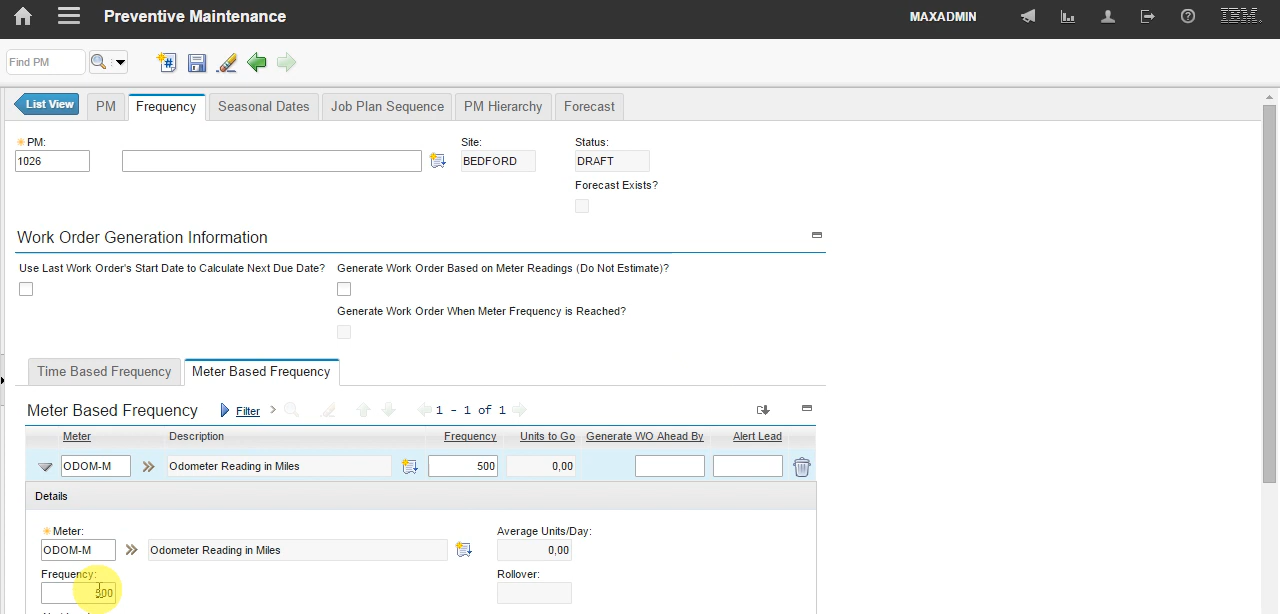 Preventive Maintenance
MAXADMIN
IBM.
Find PM
List View PM Frequency Seasonal Dates Job Plan Sequence PM Hierarchy Forecast
PM: Site: Status:
1026 BEDFORD DRAFT
Forecast Exists?
Work Order Generation Information
Use Last Work Order's Start Date to Calculate Next Due Date? Generate Work Order Based on Meter Readings (Do Not Estimate)?
Generate Work Order When Meter Frequency is Reached?
Time Based Frequency Meter Based Frequency
Meter Based Frequency Filter 1 - 1 of 1
Meter Description Frequency Units to Go Generate WO Ahead By Alert Lead
ODOM-M Odometer Reading in Miles 500 0,00
Details
Meter: Average Units/Day:
ODOM-M Odometer Reading in Miles 0,00
Frequency: Rollover:
500